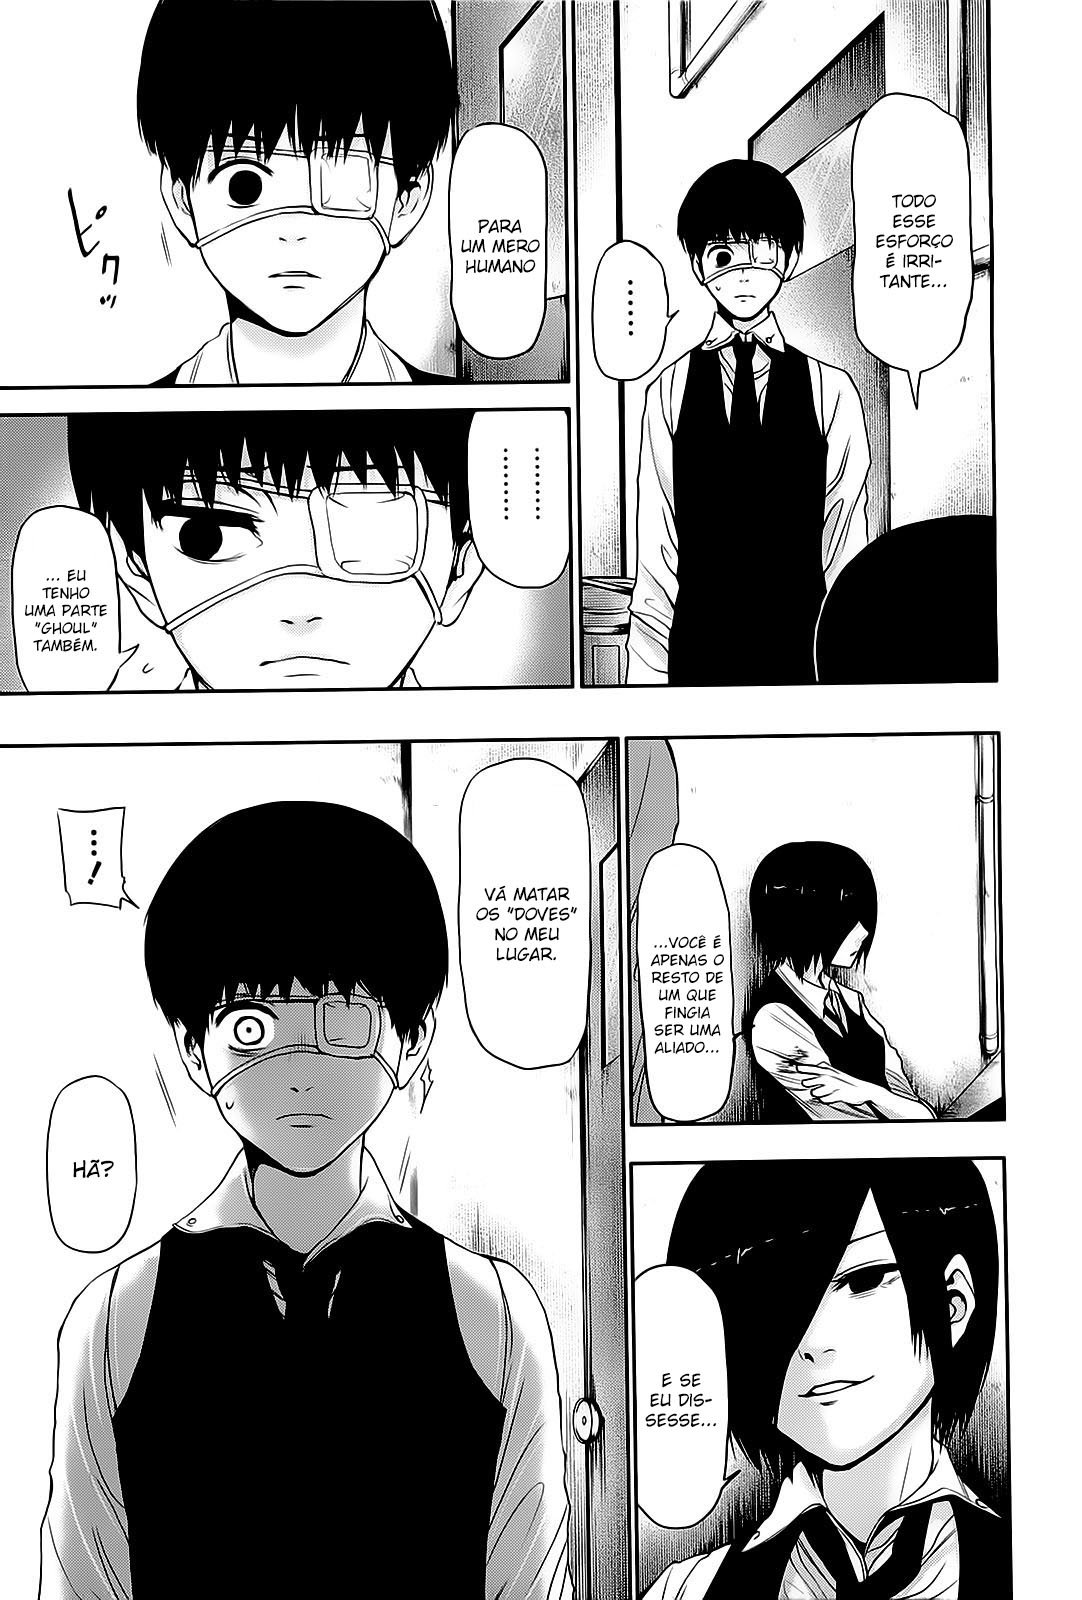 TODO
ESSE
ESFORÇO
É IRRI-
TANTE...
......
PARA
UM MERO
HUMANO
ピクッ
............
... EU
TENHO
UMA PARTE
"GHOUL"
TAMBÉM.
...VOCÊ É
APENAS O
RESTO DE
UM QUE
FINGIA
SER UMA
ALIADO...
E SE
EU DIS-
SESSE...
VÁ MATAR
OS "DOVES"
NO MEU
LUGAR.
...!
HÃ?